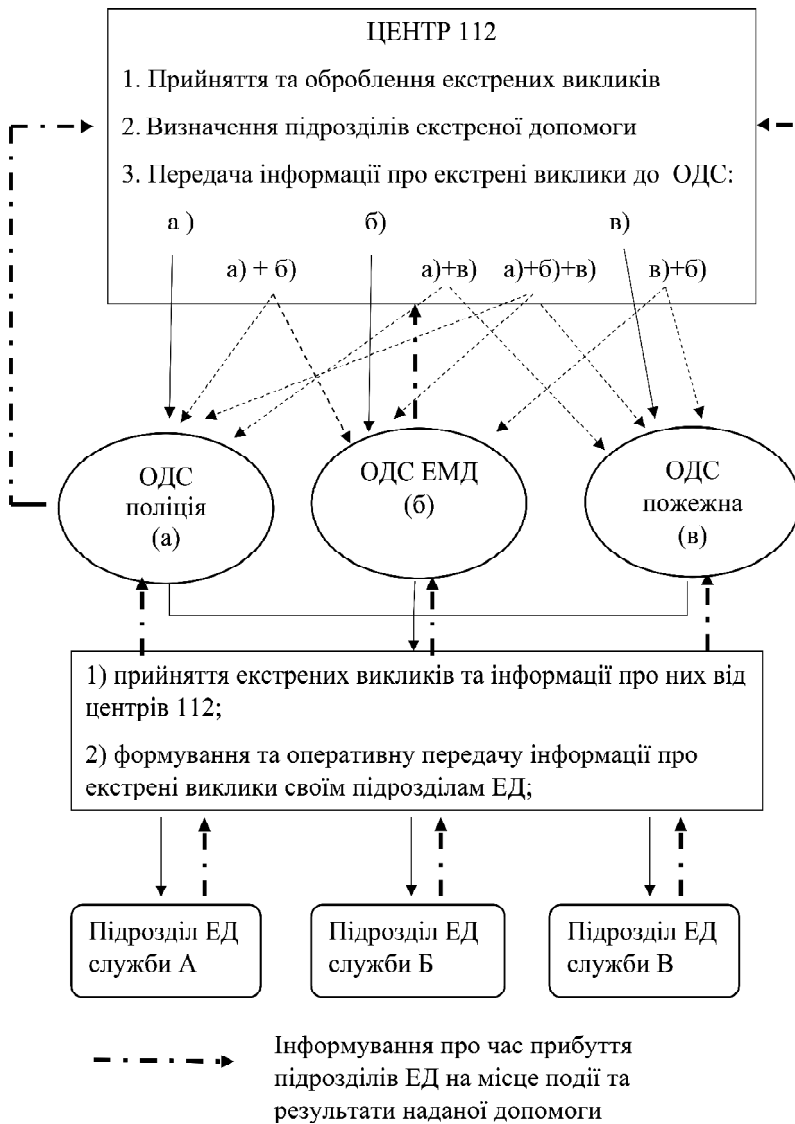 ЦЕНТР 112
1. Прийняття та оброблення екстрених викликів
2. Визначення підрозділів екстреної допомоги
3. Передача інформації про екстрені виклики до ОДС:
а )
б)
в)
а) + б)
а)+в)
а)+б)+в)
в)+б)
ОДС
поліція
(а)
ОДС ЕМД
(б)
ОДС
пожежна
(в)
1) прийняття екстрених викликів та інформації про них від
центрів 112;
2) формування та оперативну передачу інформації про
екстрені виклики своїм підрозділам ЕД;
Підрозділ ЕД
служби А
Підрозділ ЕД
служби Б
Підрозділ ЕД
служби В
Інформування про час прибуття
підрозділів ЕД на місце події та
результати наданої допомоги